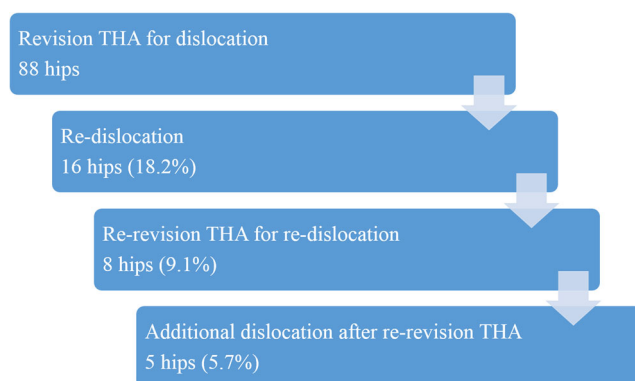 Revision THA for dislocation
88 hips
Re-dislocation
16 hips (18.2%)
Re-revision THA for re-dislocation
8 hips (9.1%)
Additional dislocation after re-revision THA
5 hips (5.7%)